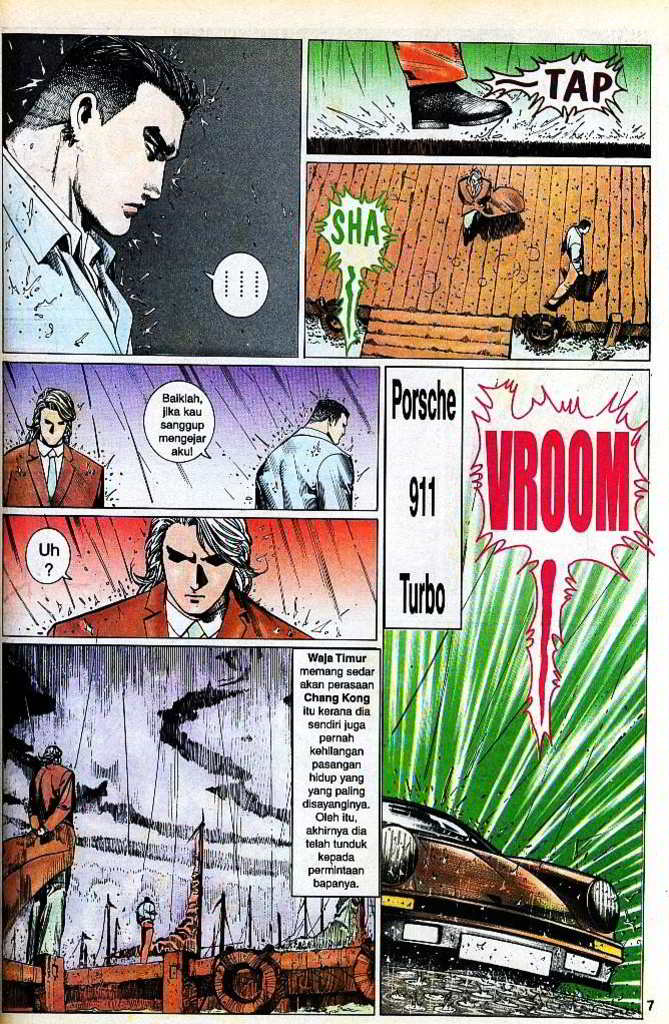 TAP
SHA
Baiklah,
jika kau
sanggup
mengejar
aku!
Uh
?
Waja Timur
memang sedar
akan perasaan
Chang Kong
itu kerana dia
sendiri juga
pernah
kehilangan
pasangan
hidup yang
yang paling
disayanginya.
Oleh itu,
akhirnya dia
telah tunduk
kepada
permintaan
bapanya.
Porsche
911
Turbo
VROOM
7